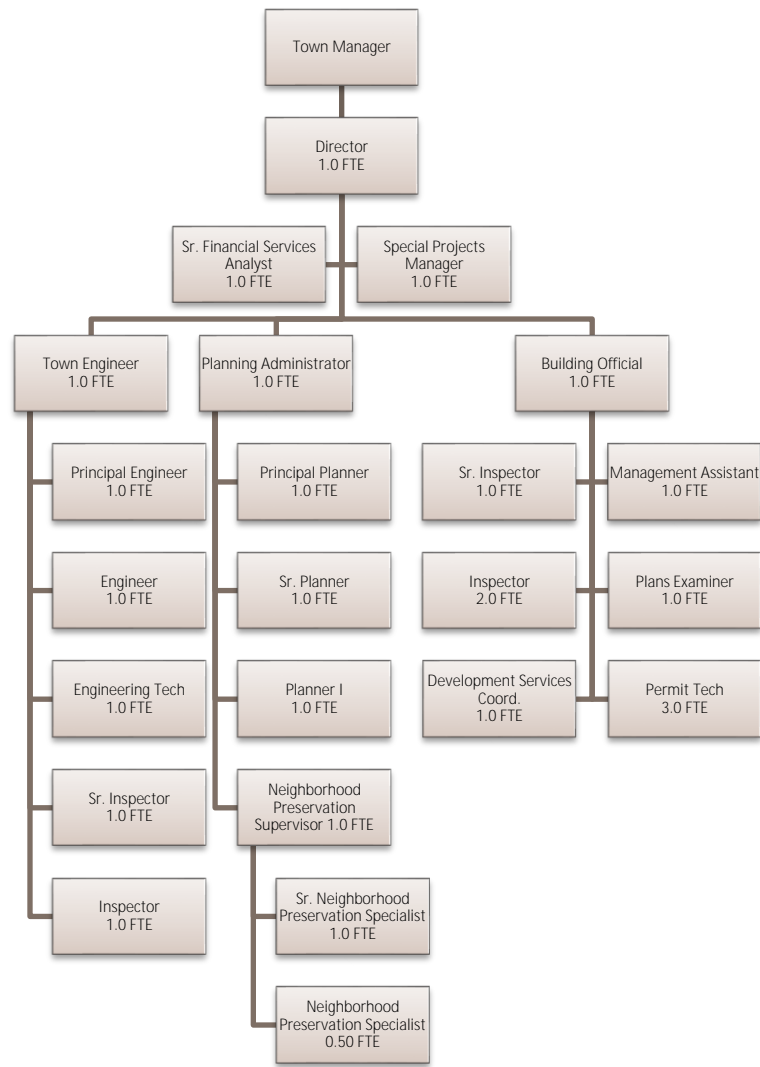 Town Manager
Director
1.0 FTE
Sr. Financial Services
Analyst
1.0 FTE
Special Projects
Manager
1.0 FTE
Town Engineer
1.0 FTE
Planning Administrator
1.0 FTE
Building Official
1.0 FTE
Principal Engineer
1.0 FTE
Principal Planner
1.0 FTE
Sr. Inspector
1.0 FTE
Management Assistant
1.0 FTE
Engineer
1.0 FTE
Sr. Planner
1.0 FTE
Inspector
2.0 FTE
Plans Examiner
1.0 FTE
Engineering Tech
1.0 FTE
Planner I
1.0 FTE
Development Services
Coord.
1.0 FTE
Permit Tech
3.0 FTE
Sr. Inspector
1.0 FTE
Neighborhood
Preservation
Supervisor 1.0 FTE
Inspector
1.0 FTE
Sr. Neighborhood
Preservation Specialist
1.0 FTE
Neighborhood
Preservation Specialist
0.50 FTE